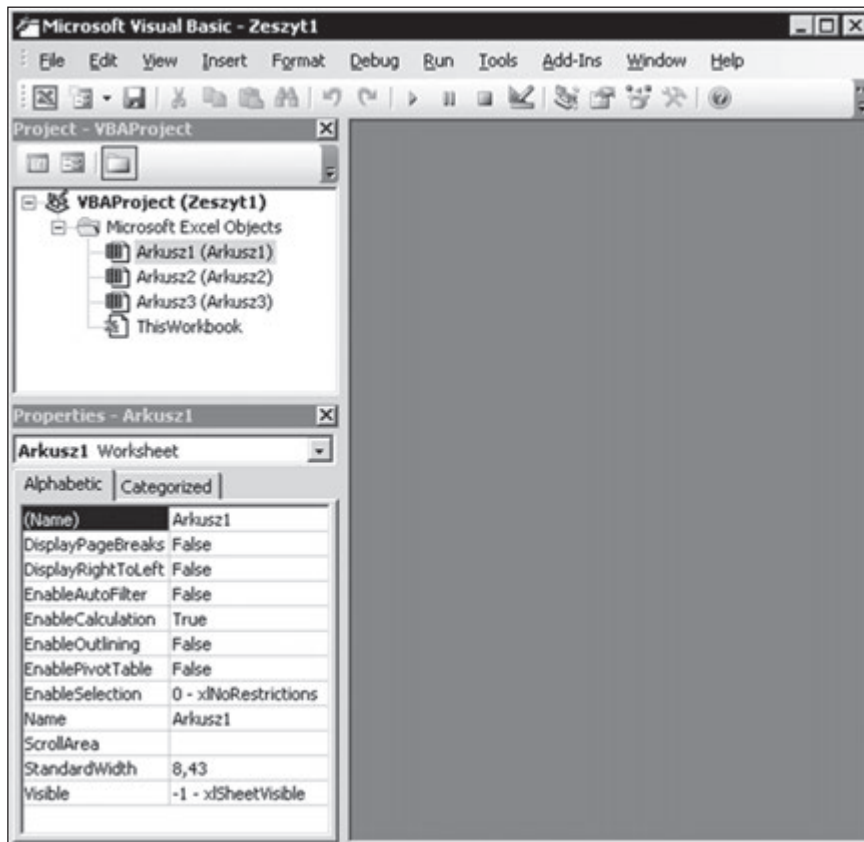 Microsoft Visual Basic - Zeszyt1
File Edit View Insert Format Debug Run Tools Add-Ins Window Help
Project - VBAProject
VBAProject (Zeszyt1)
Microsoft Excel Objects
Arkusz1 (Arkusz1)
Arkusz2 (Arkusz2)
Arkusz3 (Arkusz3)
ThisWorkbook
Properties - Arkusz1
Arkusz1 Worksheet
Alphabetic Categorized
(Name) Arkusz1
DisplayPageBreaks False
DisplayRightToLeft False
EnableAutoFilter False
EnableCalculation True
EnableOutlining False
EnablePivotTable False
EnableSelection 0 - xlNoRestrictions
Name Arkusz1
ScrollArea
StandardWidth 8,43
Visible -1 - xlSheetVisible